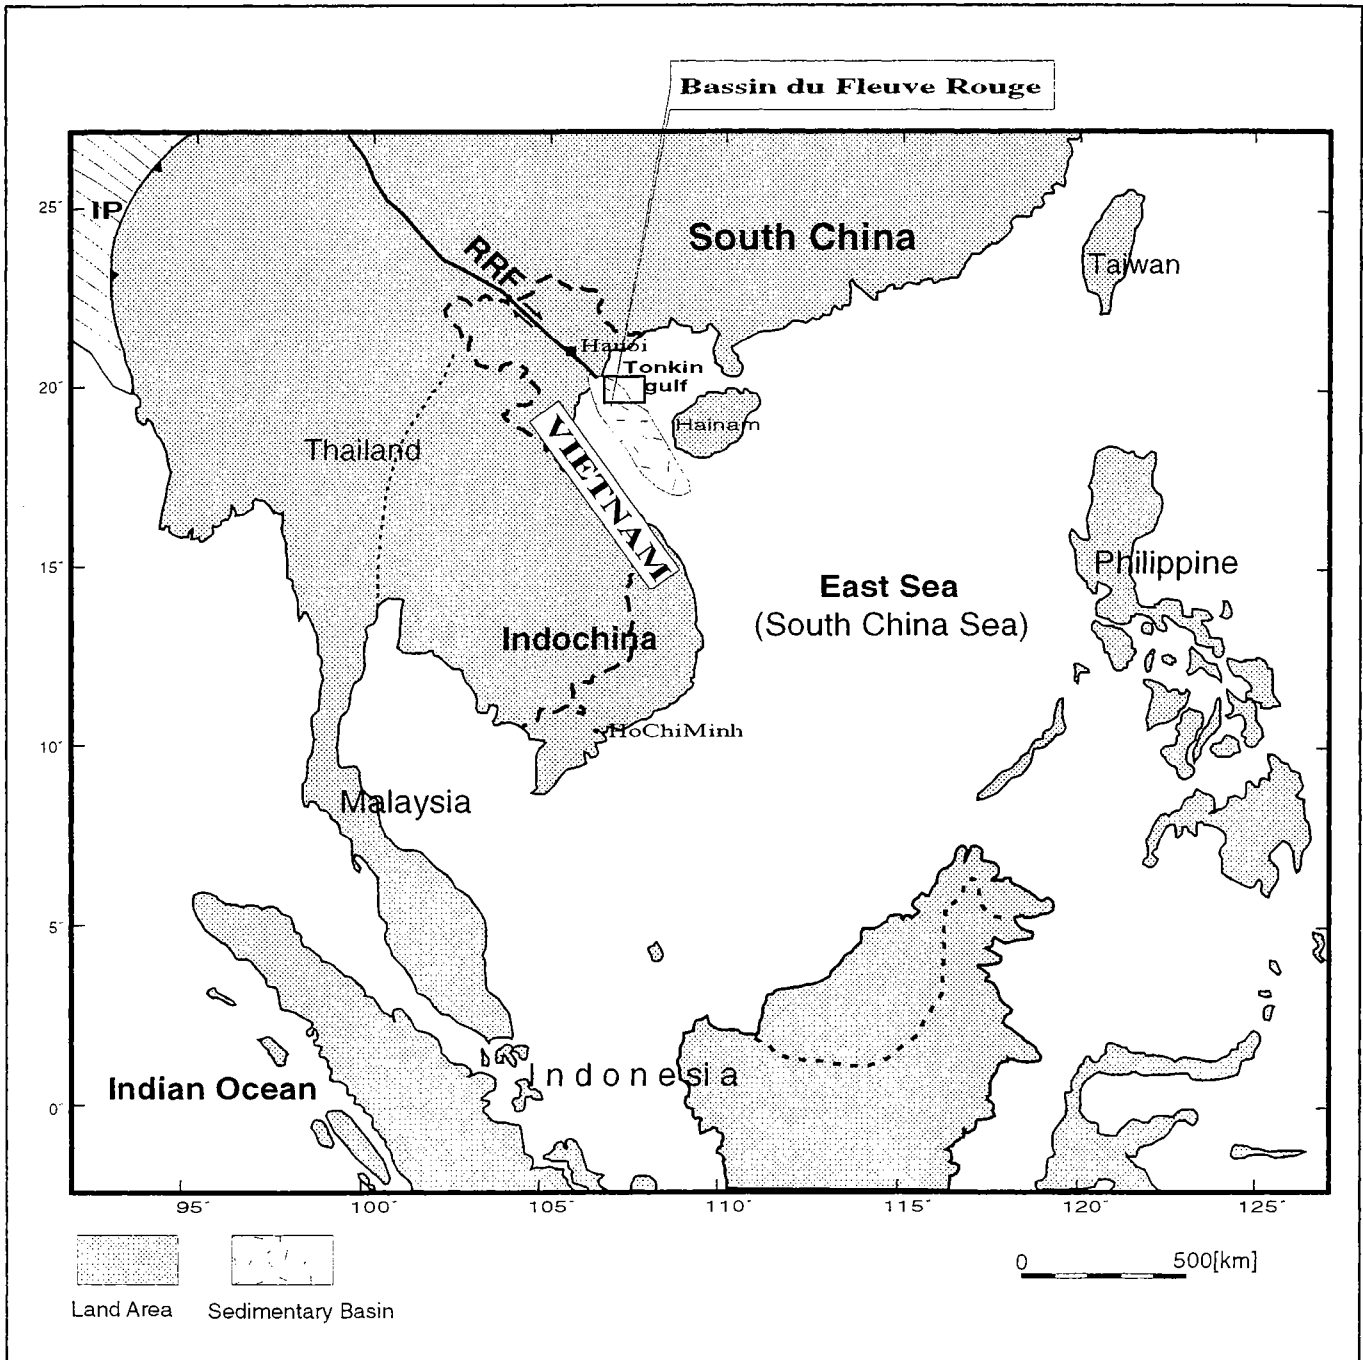 Bassin du Fleuve Rouge
25°
IP
South China
RRF
Taiwan
Hanoi
Tonkin
gulf
20°
Hainam
VIETNAM
Thailand
15°
Philippine
East Sea
(South China Sea)
Indochina
HoChiMinh
10°
Malaysia
5°
Indonesia
Indian Ocean
0°
95° 100° 105° 110° 115° 120° 125°
0 500[km]
Land Area Sedimentary Basin